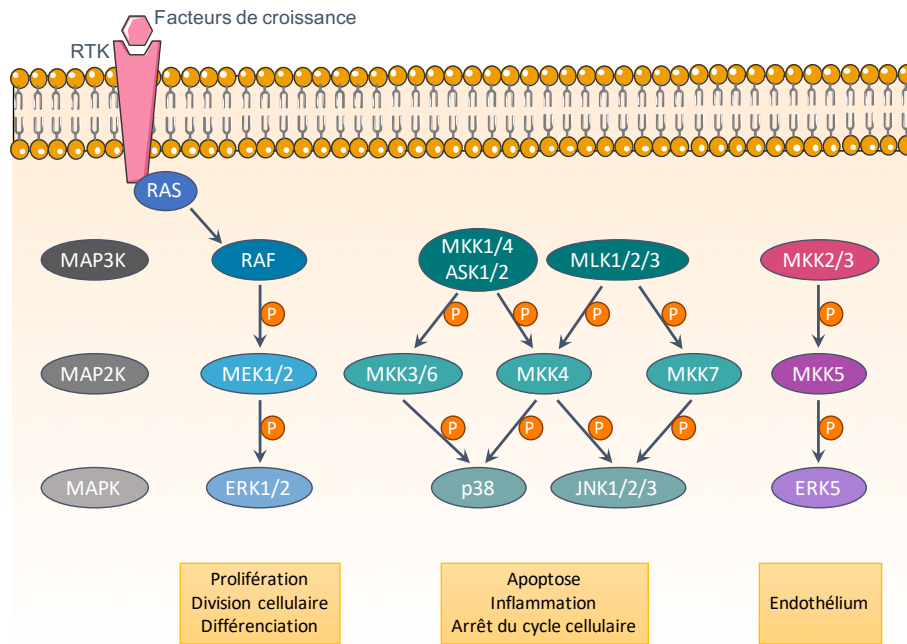 Facteurs de croissance
RTK
RAS
MAP3K
RAF
MKK1/4
ASK1/2
MLK1/2/3
MKK2/3
P
P
P
P
P
P
MAP2K
MEK1/2
MKK3/6
MKK4
MKK7
MKK5
P
P
P
P
P
P
MAPK
ERK1/2
p38
JNK1/2/3
ERK5
Prolifération
Division cellulaire
Différenciation
Apoptose
Inflammation
Arrêt du cycle cellulaire
Endothélium